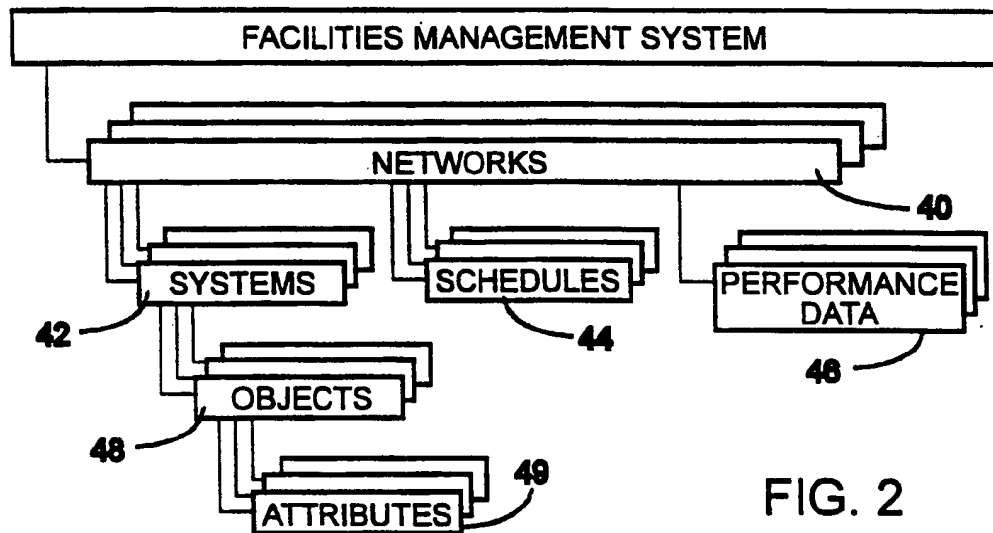 FACILITIES MANAGEMENT SYSTEM
NETWORKS
40
SYSTEMS
SCHEDULES
PERFORMANCE
DATA
42
44
46
OBJECTS
48
ATTRIBUTES
49
FIG. 2